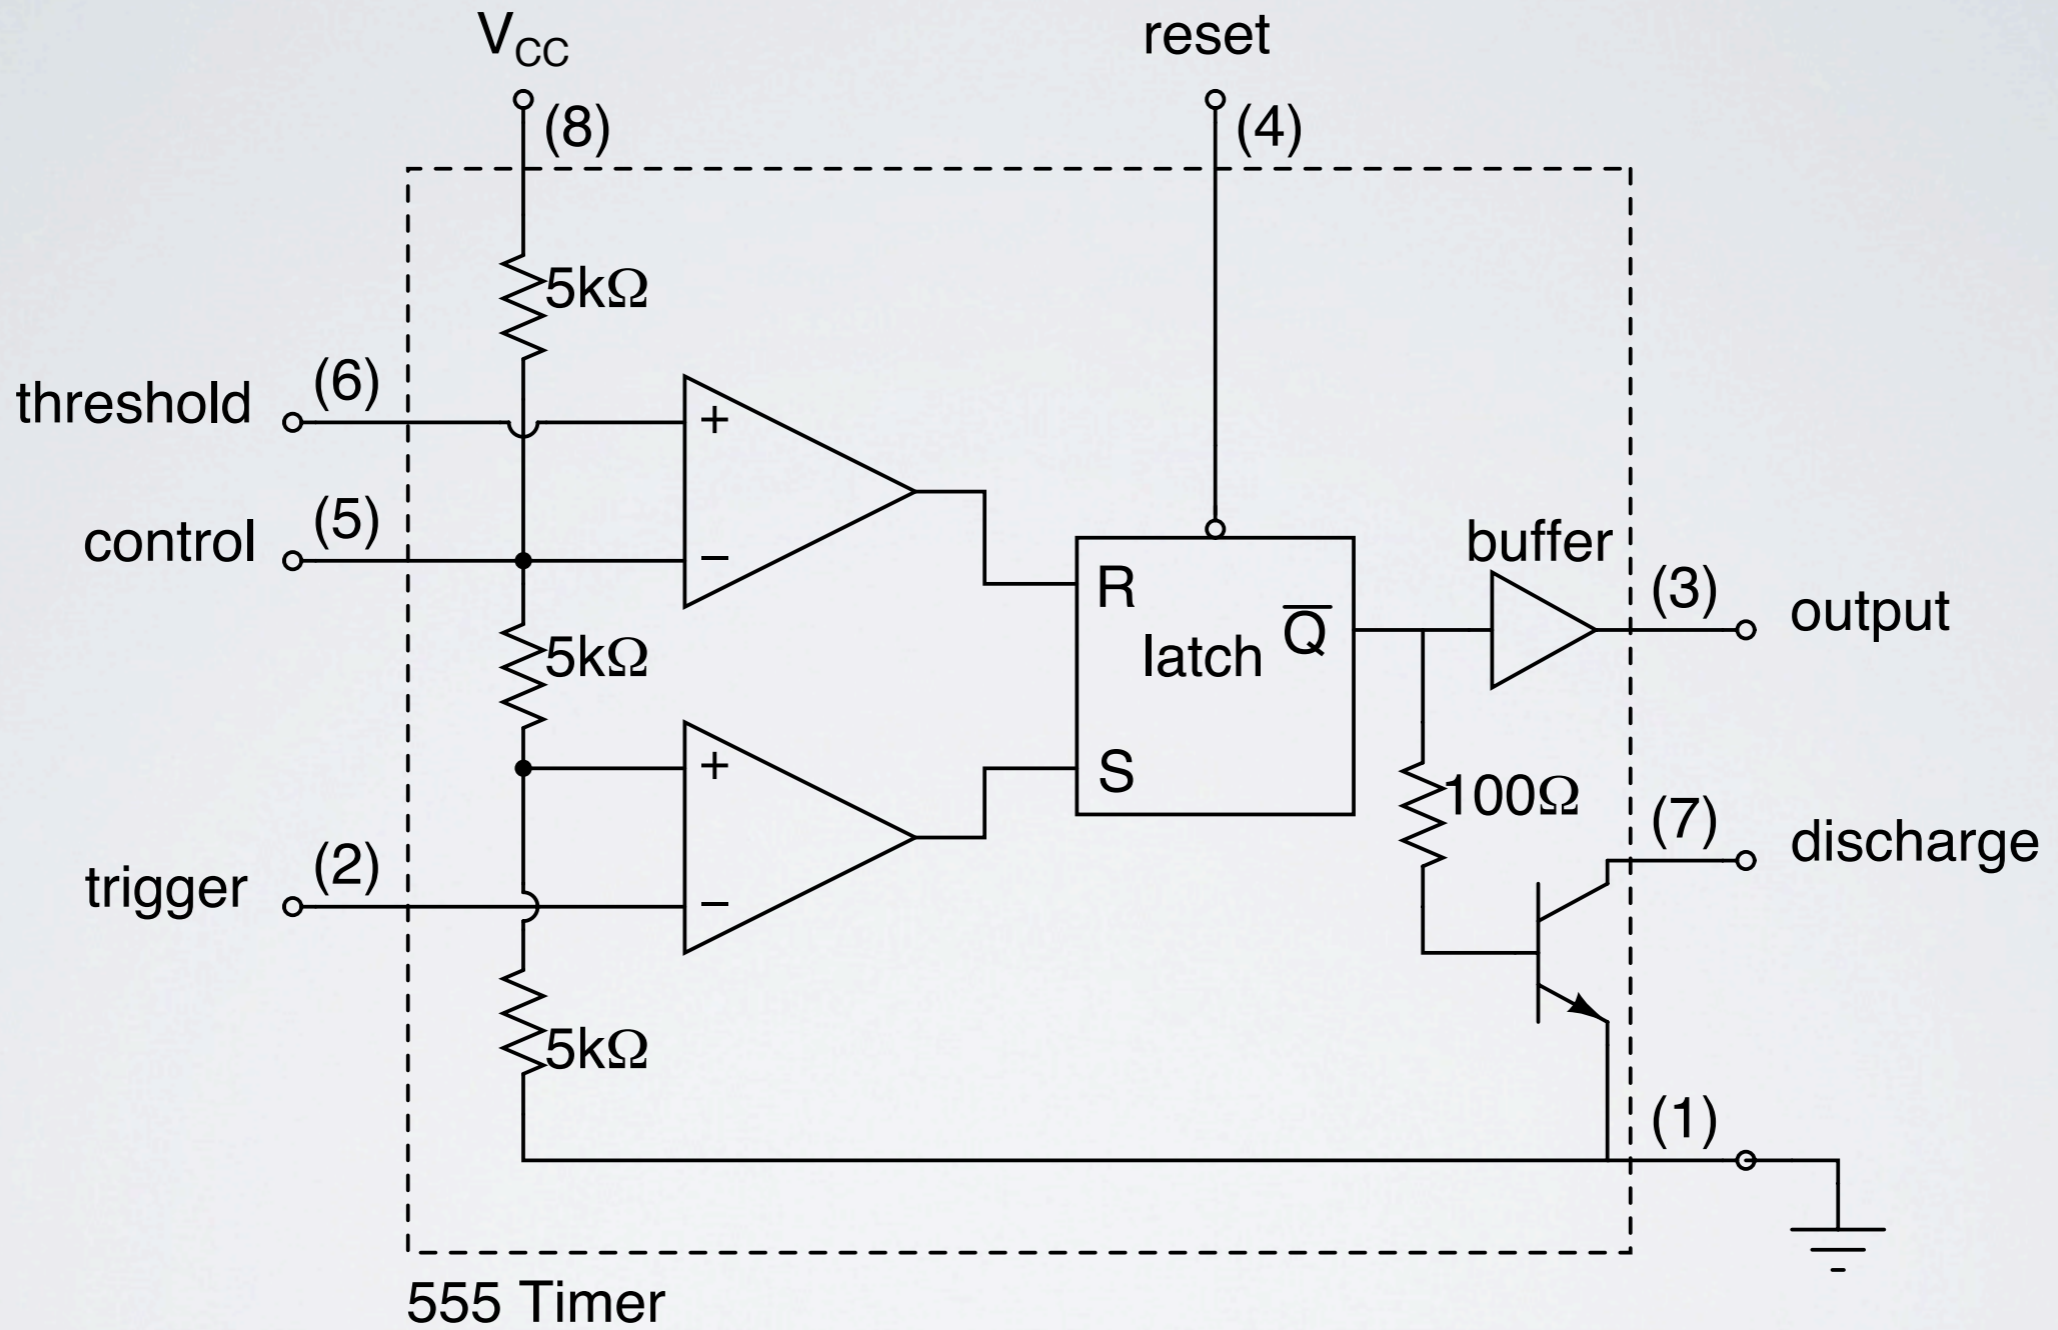 V_CC
reset
(8)
(4)
5kΩ
threshold
(6)
+
control
(5)
−
buffer
R
Q̅
latch
(3)
output
5kΩ
+
S
100Ω
(7)
discharge
trigger
(2)
−
5kΩ
(1)
555 Timer